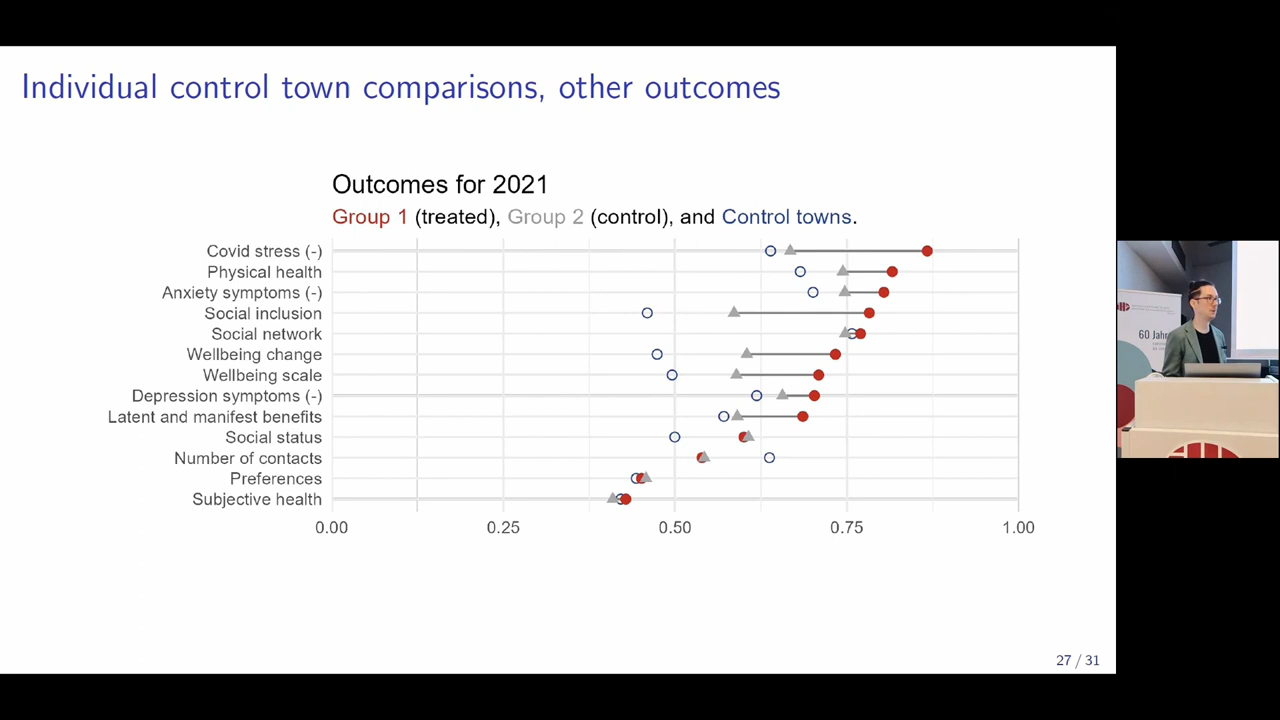 Individual control town comparisons, other outcomes
Outcomes for 2021
Group 1 (treated), Group 2 (control), and Control towns.
Covid stress (-)
Physical health
Anxiety symptoms (-)
Social inclusion
Social network
Wellbeing change
Wellbeing scale
Depression symptoms (-)
Latent and manifest benefits
Social status
Number of contacts
Preferences
Subjective health
0.00 0.25 0.50 0.75 1.00
27 / 31
60 Jahre